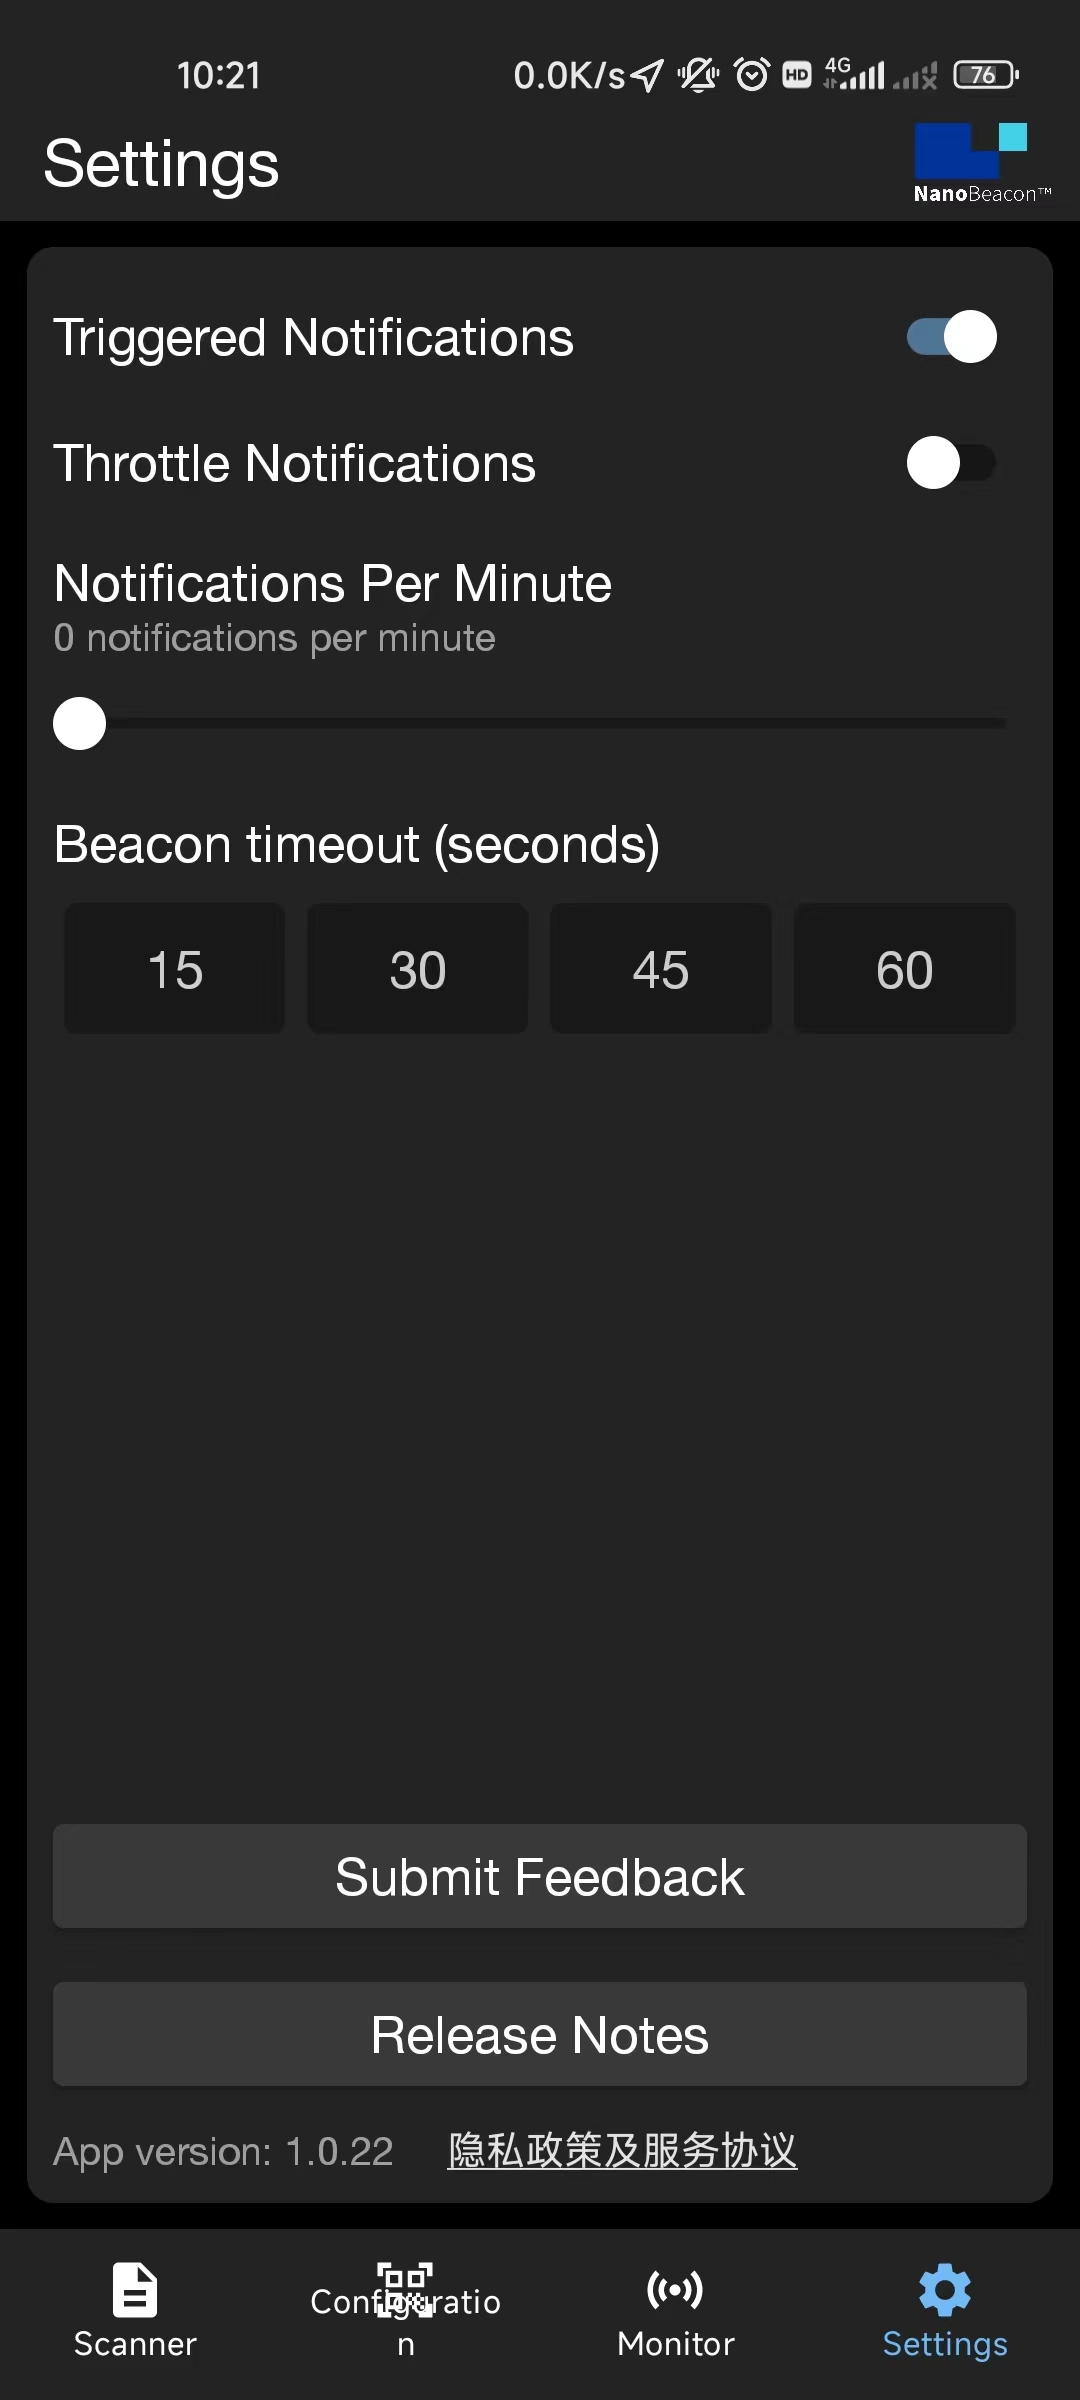 10:21 0.0K/s HD 4G 76
Settings
NanoBeacon™
Triggered Notifications
Throttle Notifications
Notifications Per Minute
0 notifications per minute
Beacon timeout (seconds)
15 30 45 60
Submit Feedback
Release Notes
App version: 1.0.22 隐私政策及服务协议
Scanner Configuratio
n Monitor Settings